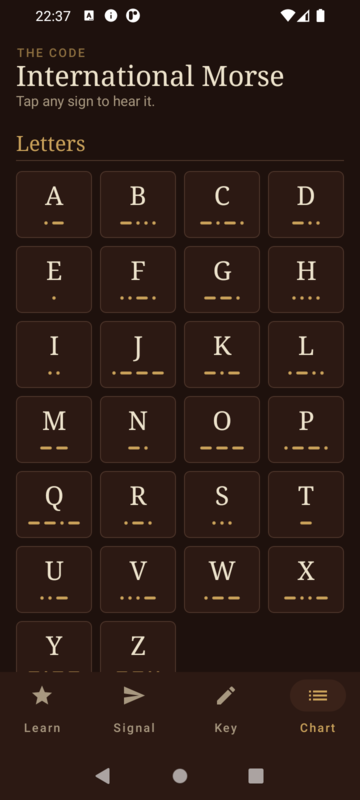 22:37
THE CODE
International Morse
Tap any sign to hear it.
Letters
A B C D
E F G H
I J K L
M N O P
Q R S T
U V W X
Y Z
Learn Signal Key Chart